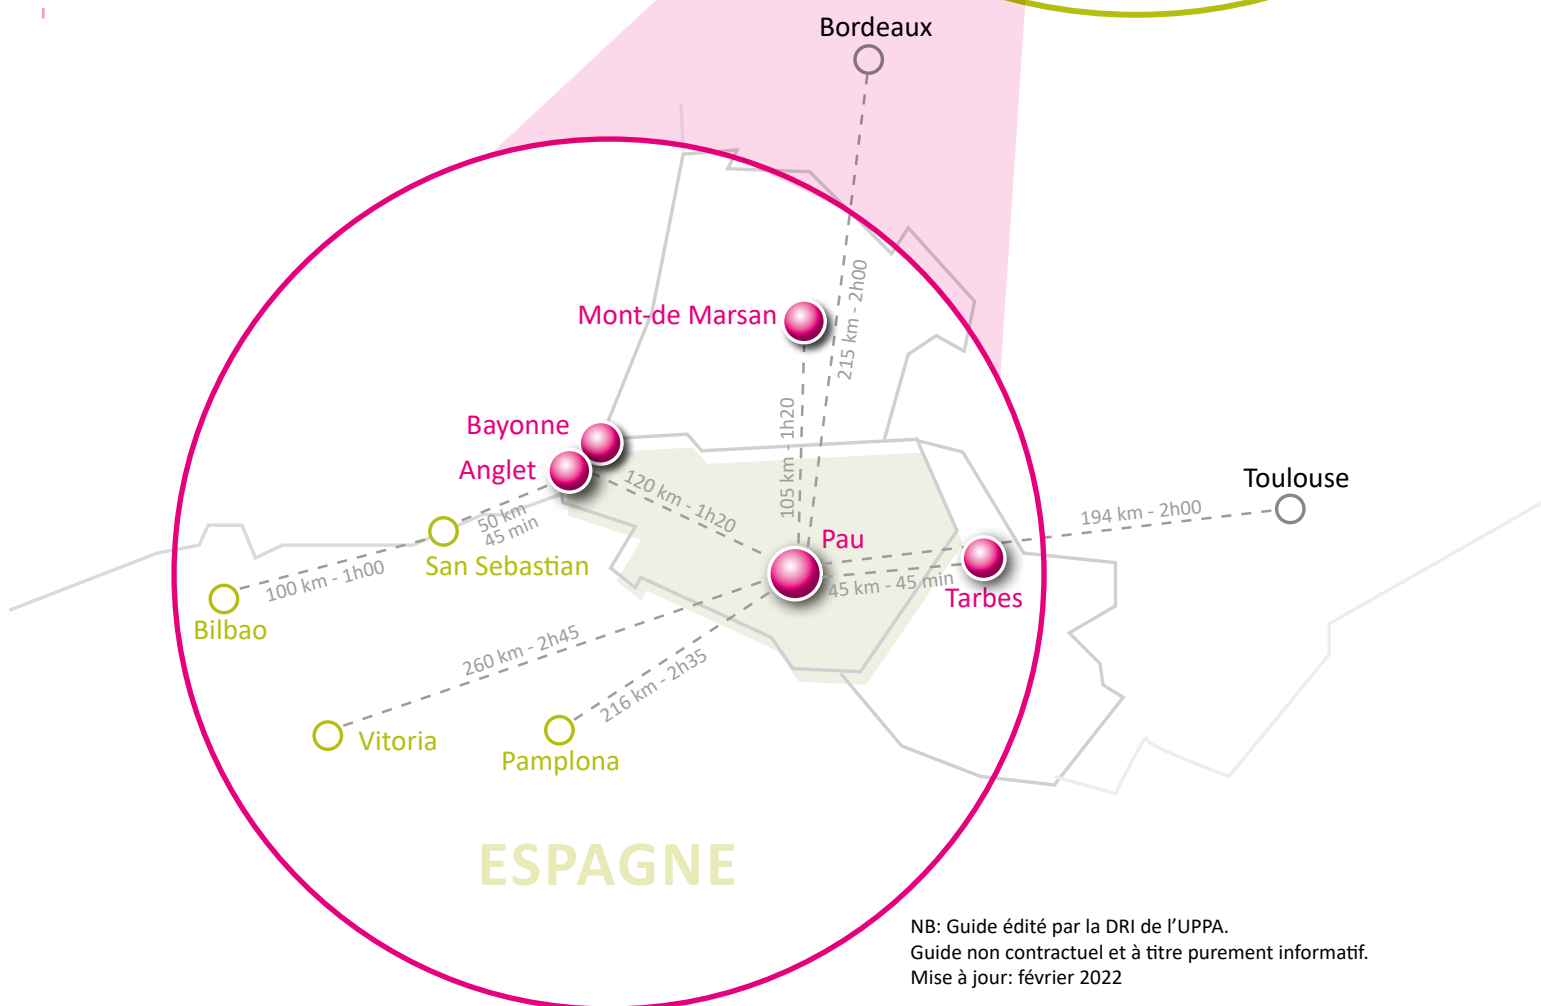 Bordeaux
215 km - 2h00
Mont-de Marsan
105 km - 1h20
Bayonne
Anglet
120 km - 1h20
Toulouse
194 km - 2h00
50 km
45 min
Pau
San Sebastian
45 km - 45 min
Tarbes
100 km - 1h00
Bilbao
260 km - 2h45
216 km - 2h35
Vitoria
Pamplona
ESPAGNE
NB: Guide édité par la DRI de l’UPPA.
Guide non contractuel et à titre purement informatif.
Mise à jour: février 2022